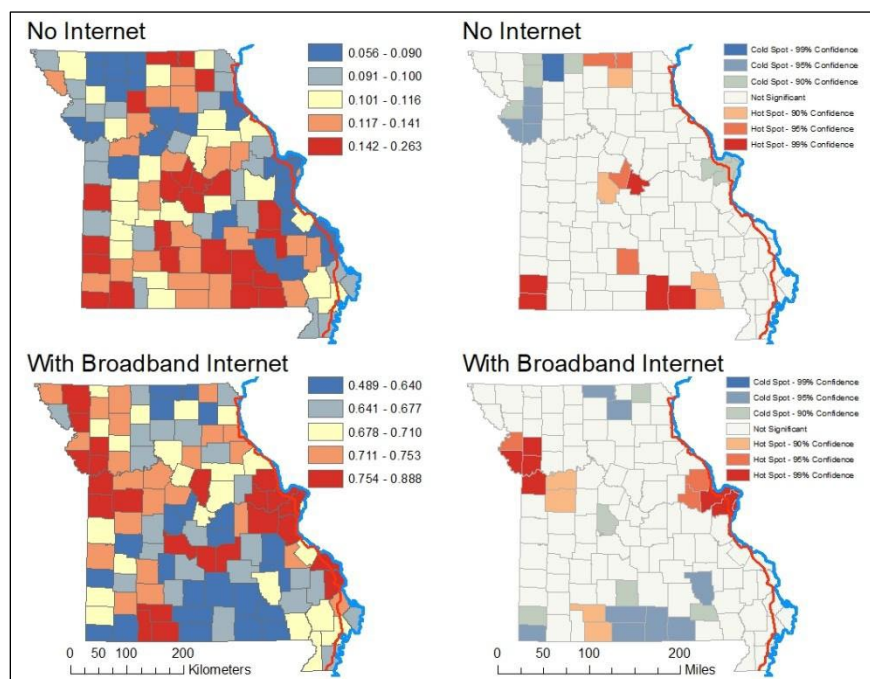 No Internet
0.056 - 0.090
0.091 - 0.100
0.101 - 0.116
0.117 - 0.141
0.142 - 0.263
No Internet
Cold Spot - 99% Confidence
Cold Spot - 95% Confidence
Cold Spot - 90% Confidence
Not Significant
Hot Spot - 90% Confidence
Hot Spot - 95% Confidence
Hot Spot - 99% Confidence
With Broadband Internet
0.489 - 0.640
0.641 - 0.677
0.678 - 0.710
0.711 - 0.753
0.754 - 0.888
0 50 100 200
Kilometers
With Broadband Internet
Cold Spot - 99% Confidence
Cold Spot - 95% Confidence
Cold Spot - 90% Confidence
Not Significant
Hot Spot - 90% Confidence
Hot Spot - 95% Confidence
Hot Spot - 99% Confidence
0 50 100 200
Miles